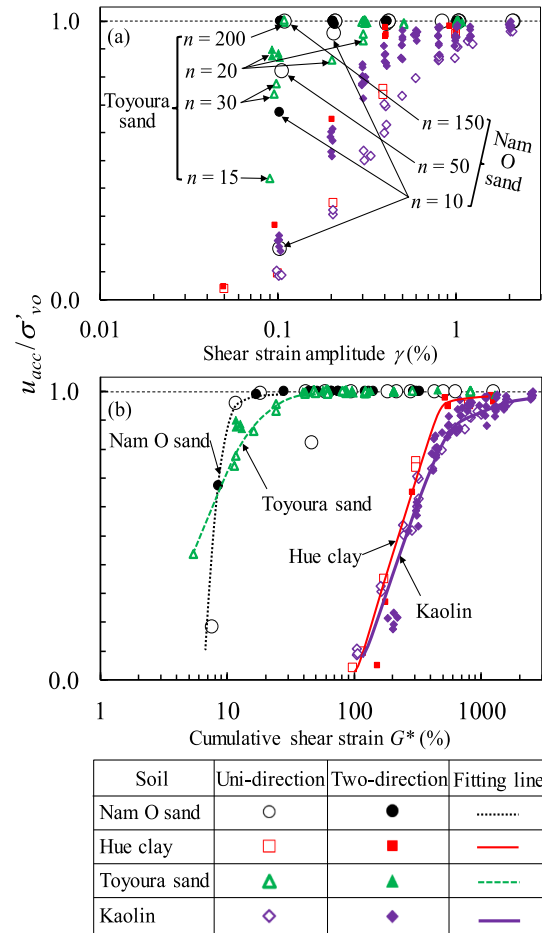 1.0
(a)
n = 200
n = 20
Toyoura
sand
n = 30
n = 15
n = 150
n = 50
n = 10
Nam O sand
1.0
0.01 0.1 1
Shear strain amplitude γ (%)
u_acc/σ'_vo
1.0
(b)
Nam O sand
Toyoura sand
Hue clay
Kaolin
1.0
1 10 100 1000
Cumulative shear strain G* (%)
Soil Uni-direction Two-direction Fitting line
Nam O sand
Hue clay
Toyoura sand
Kaolin